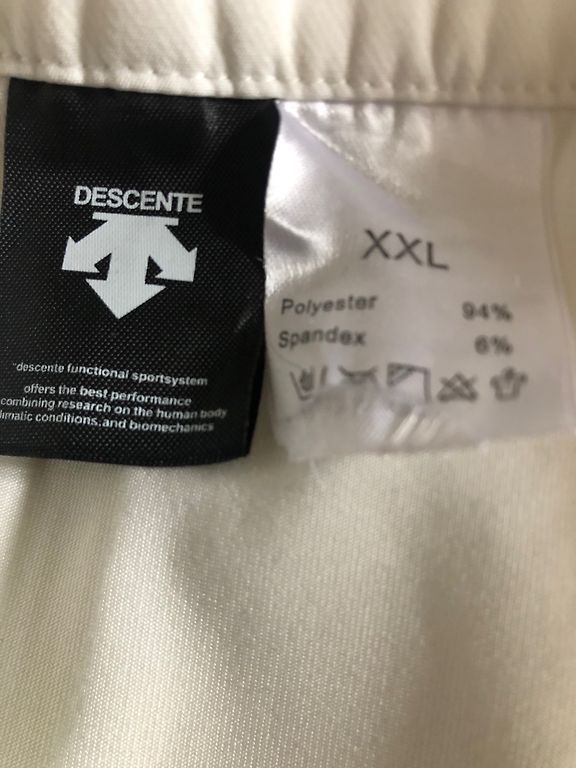 DESCENTE
"descente functional sportsystem
offers the best performance
combining research on the human body
limatic conditions, and biomechanics
XXL
Polyester 94%
Spandex 6%